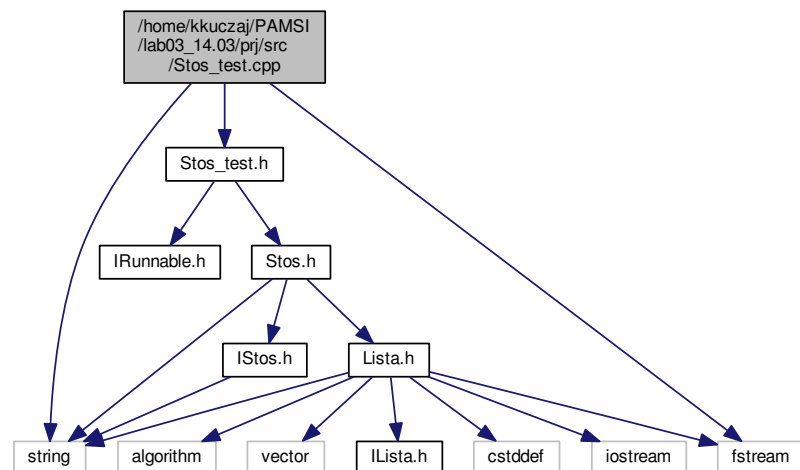 /home/kkuczaj/PAMSI
/lab03_14.03/prj/src
/Stos_test.cpp
Stos_test.h
IRunnable.h
Stos.h
IStos.h
Lista.h
string
algorithm
vector
ILista.h
cstddef
iostream
fstream